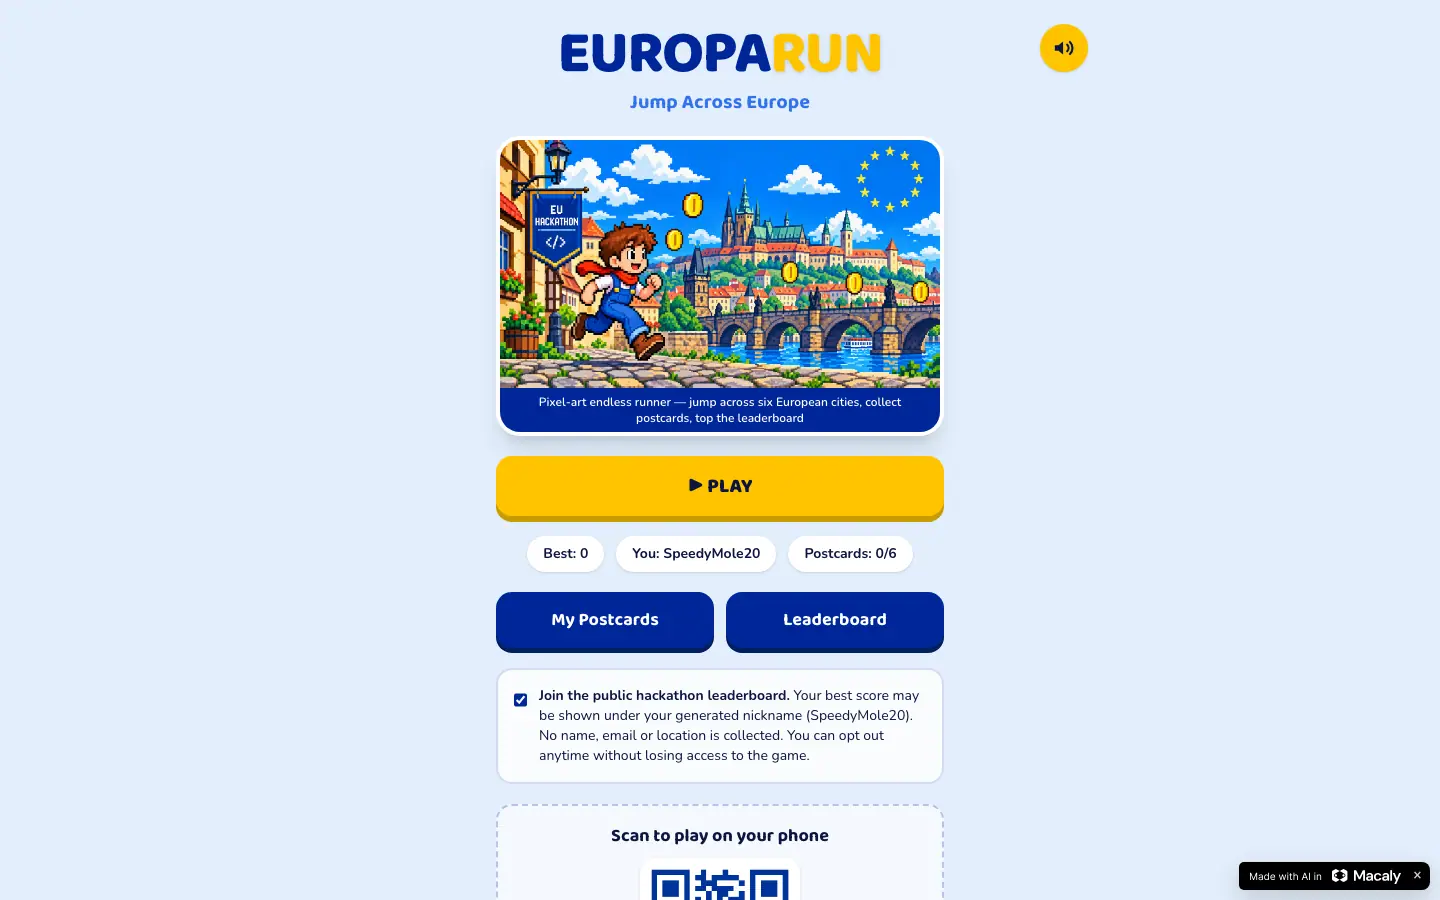 EUROPARUN
Jump Across Europe
EU
HACKATHON
</>
Pixel-art endless runner — jump across six European cities, collect
postcards, top the leaderboard
▶ PLAY
Best: 0
You: SpeedyMole20
Postcards: 0/6
My Postcards
Leaderboard
Join the public hackathon leaderboard. Your best score may
be shown under your generated nickname (SpeedyMole20).
No name, email or location is collected. You can opt out
anytime without losing access to the game.
Scan to play on your phone
Made with AI in Macaly ×